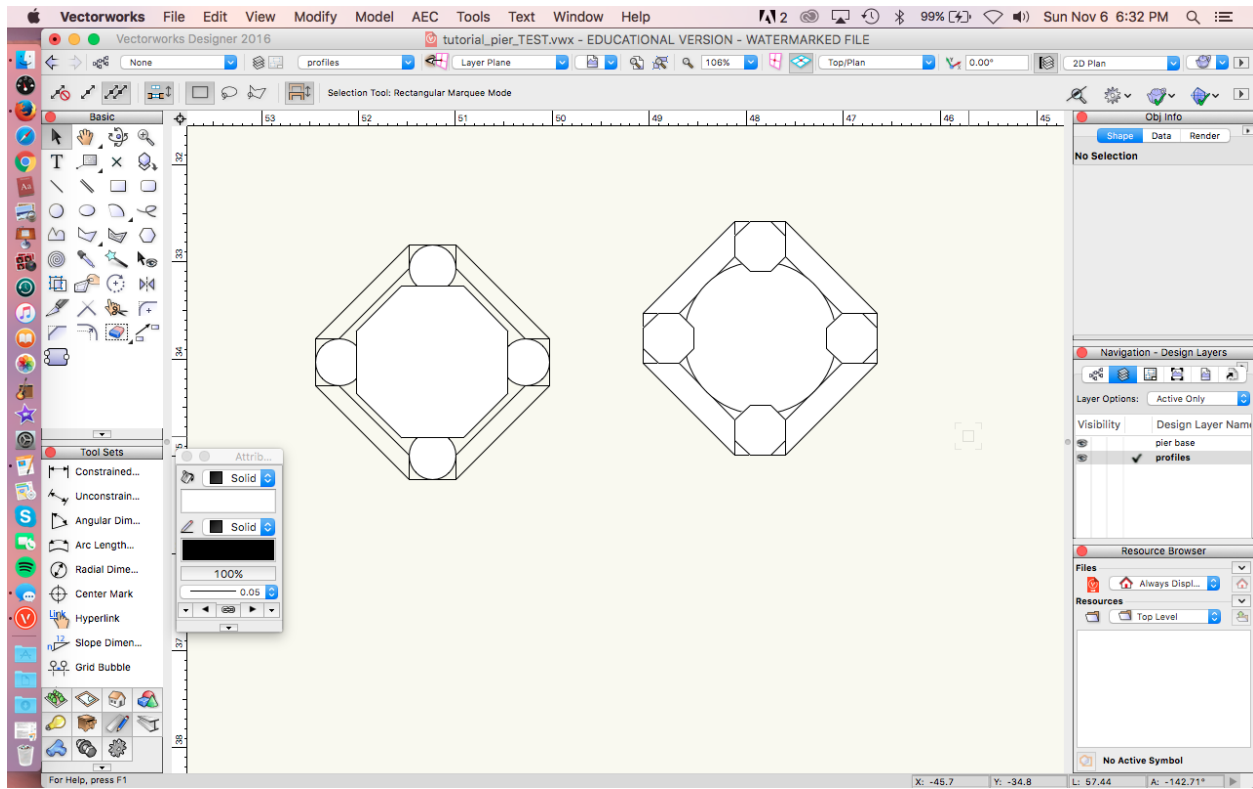 Vectorworks File Edit View Modify Model AEC Tools Text Window Help 2 99% Sun Nov 6 6:32 PM
Vectorworks Designer 2016 tutorial_pier_TEST.vwx - EDUCATIONAL VERSION - WATERMARKED FILE
None profiles Layer Plane 106% Top/Plan 0.00° 2D Plan
Selection Tool: Rectangular Marquee Mode
Basic
53 52 51 50 49 48 47 46 45
Obj Info
Shape Data Render
No Selection
T
32
33
34
37
38
Navigation - Design Layers
Layer Options: Active Only
Visibility Design Layer Name
pier base
profiles
Tool Sets
Constrained...
Unconstrain...
Angular Dim...
Arc Length...
Radial Dime...
Center Mark
Link Hyperlink
12 n Slope Dimen...
Grid Bubble
Attrib...
Solid
Solid
100%
0.05
Resource Browser
Files
Always Displ...
Resources
Top Level
No Active Symbol
For Help, press F1 X: -45.7 Y: -34.8 L: 57.44 A: -142.71°